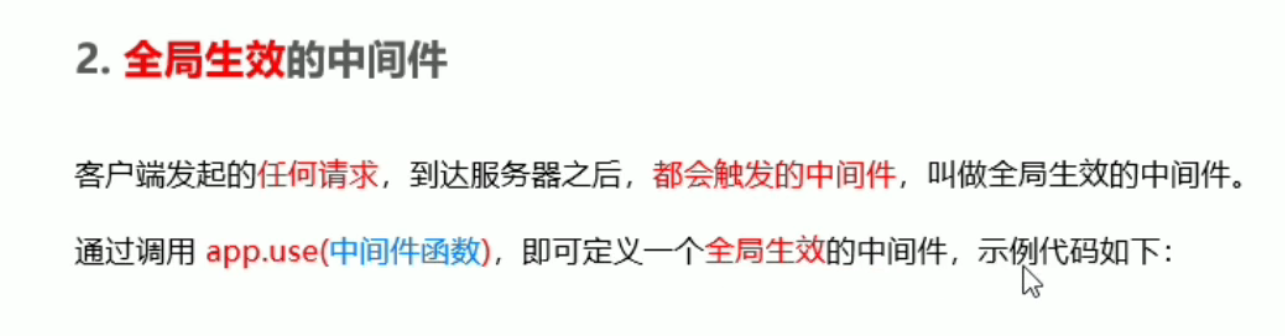 2. 全局生效的中间件
客户端发起的任何请求，到达服务器之后，都会触发的中间件，叫做全局生效的中间件。
通过调用 app.use(中间件函数)，即可定义一个全局生效的中间件，示例代码如下：